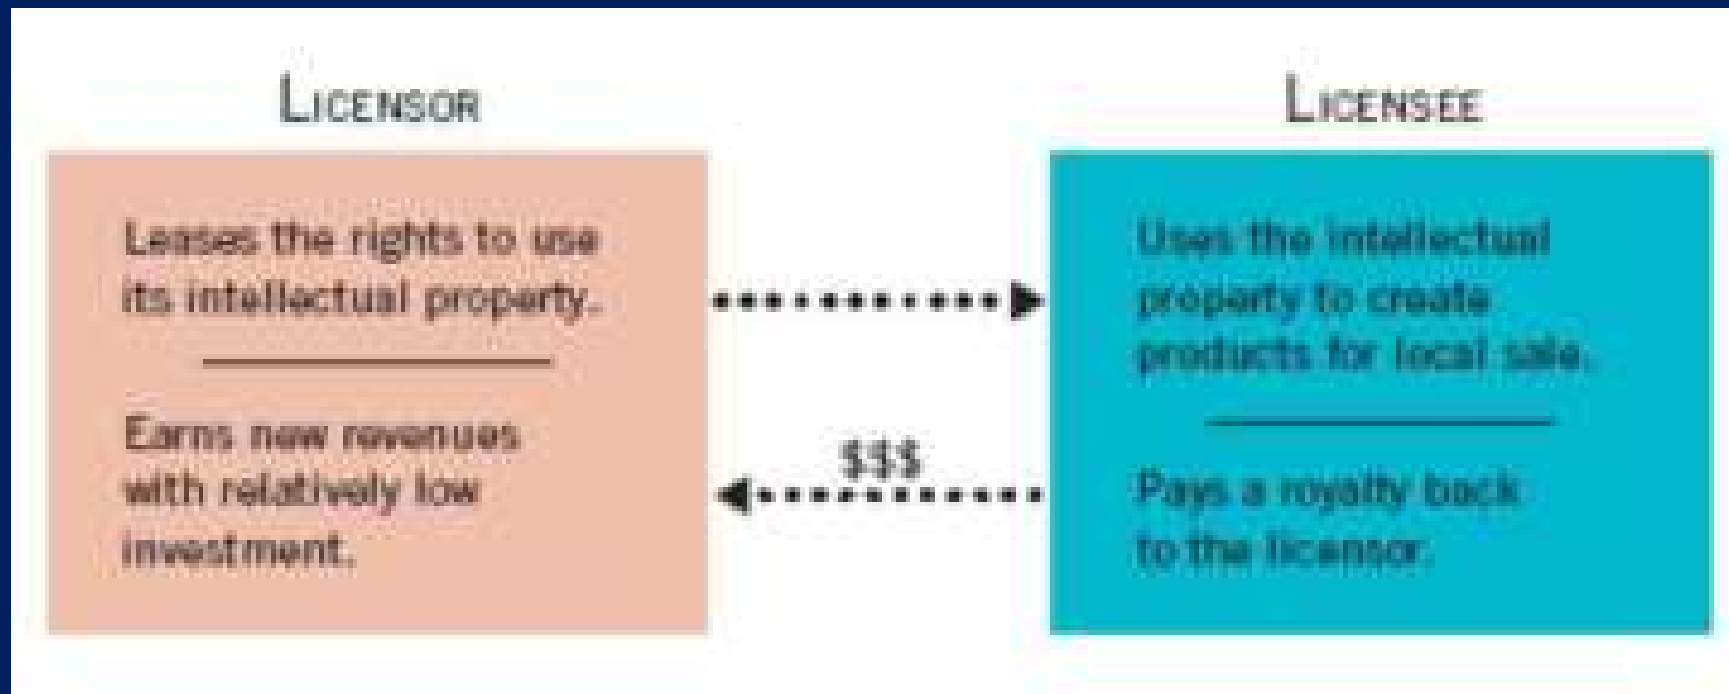 LICENSOR
Leases the rights to use
its intellectual property.
Earns new revenues
with relatively low
investment.
$$$
LICENSEE
Uses the intellectual
property to create
products for local sale.
Pays a royalty back
to the licensor.